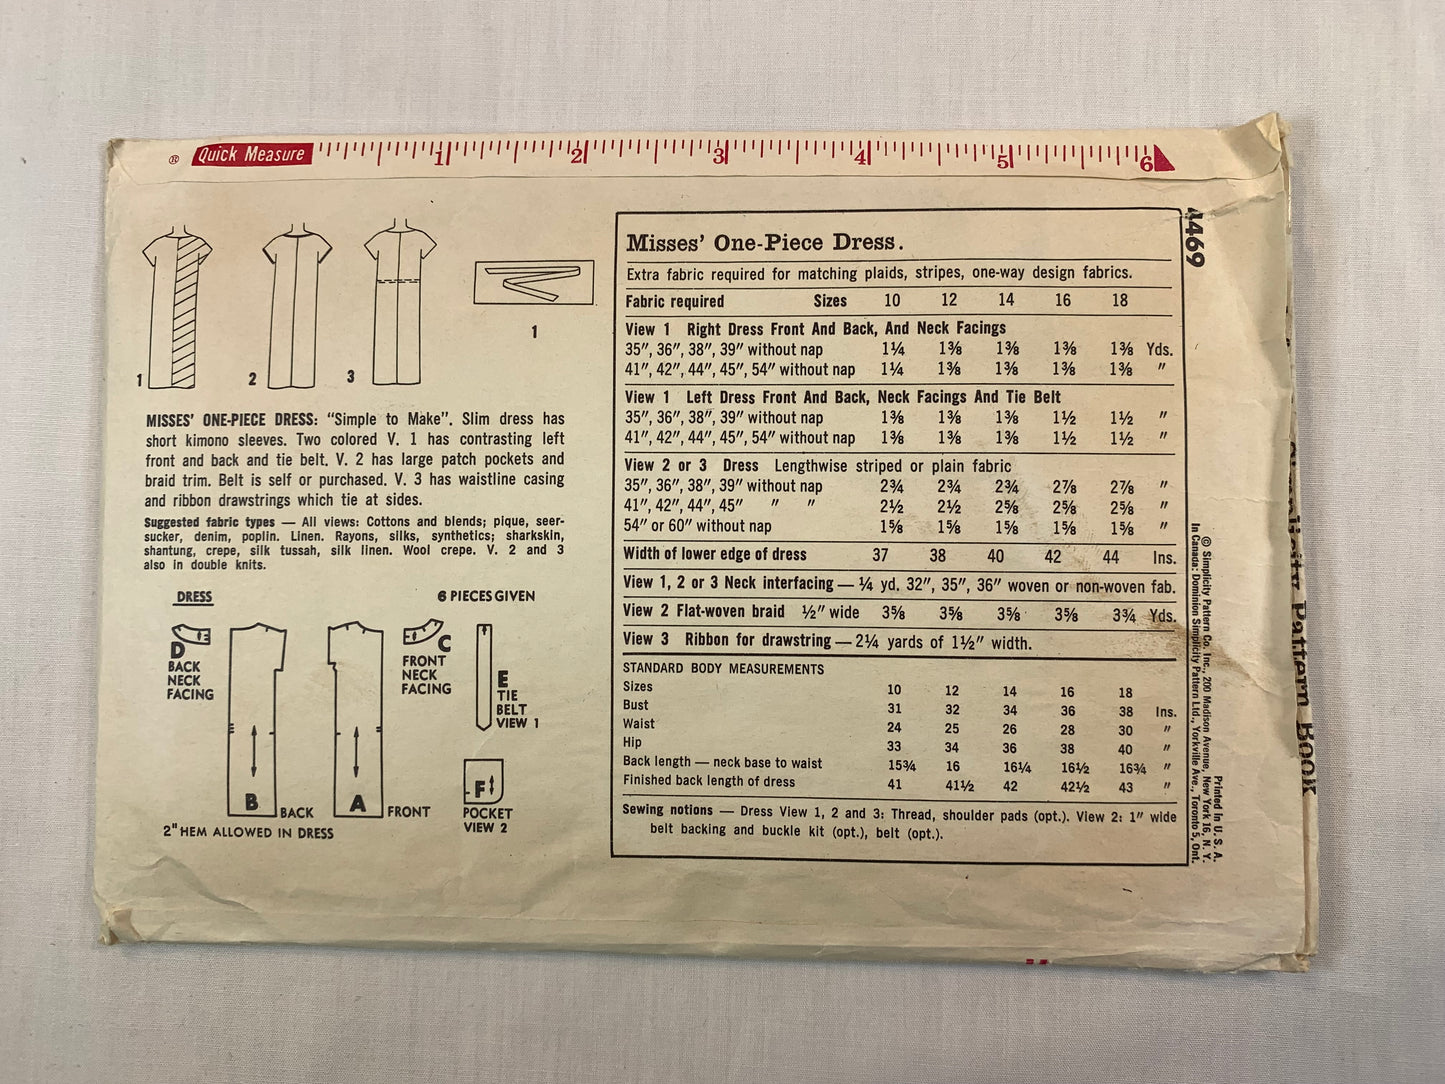 ® Quick Measure 1 2 3 4 5 6
1 2 3 1
MISSES' ONE-PIECE DRESS: "Simple to Make". Slim dress has
short kimono sleeves. Two colored V. 1 has contrasting left
front and back and tie belt. V. 2 has large patch pockets and
braid trim. Belt is self or purchased. V. 3 has waistline casing
and ribbon drawstrings which tie at sides.
Suggested fabric types — All views: Cottons and blends; pique, seer-
sucker, denim, poplin. Linen. Rayons, silks, synthetics; sharkskin,
shantung, crepe, silk tussah, silk linen. Wool crepe. V. 2 and 3
also in double knits.
DRESS
6 PIECES GIVEN
D
BACK
NECK
FACING
C
FRONT
NECK
FACING
E
TIE
BELT
VIEW 1
B BACK
A FRONT
F
POCKET
VIEW 2
2" HEM ALLOWED IN DRESS
Misses' One-Piece Dress.
Extra fabric required for matching plaids, stripes, one-way design fabrics.
Fabric required Sizes 10 12 14 16 18
View 1 Right Dress Front And Back, And Neck Facings
35", 36", 38", 39" without nap 1¼ 1⅜ 1⅜ 1⅜ 1⅜ Yds.
41", 42", 44", 45", 54" without nap 1¼ 1⅜ 1⅜ 1⅜ 1⅜ "
View 1 Left Dress Front And Back, Neck Facings And Tie Belt
35", 36", 38", 39" without nap 1⅜ 1⅜ 1⅜ 1½ 1½ "
41", 42", 44", 45", 54" without nap 1⅜ 1⅜ 1⅜ 1½ 1½ "
View 2 or 3 Dress Lengthwise striped or plain fabric
35", 36", 38", 39" without nap 2¾ 2¾ 2¾ 2⅞ 2⅞ "
41", 42", 44", 45" " " 2½ 2½ 2⅝ 2⅝ 2⅝ "
54" or 60" without nap 1⅝ 1⅝ 1⅝ 1⅝ 1⅝ "
Width of lower edge of dress 37 38 40 42 44 Ins.
View 1, 2 or 3 Neck interfacing — ¼ yd. 32", 35", 36" woven or non-woven fab.
View 2 Flat-woven braid ½" wide 3⅝ 3⅝ 3⅝ 3⅝ 3¾ Yds.
View 3 Ribbon for drawstring — 2¼ yards of 1½" width.
STANDARD BODY MEASUREMENTS
Sizes 10 12 14 16 18
Bust 31 32 34 36 38 Ins.
Waist 24 25 26 28 30 "
Hip 33 34 36 38 40 "
Back length — neck base to waist 15¾ 16 16¼ 16½ 16¾ "
Finished back length of dress 41 41½ 42 42½ 43 "
Sewing notions — Dress View 1, 2 and 3: Thread, shoulder pads (opt.). View 2: 1" wide
belt backing and buckle kit (opt.), belt (opt.).
4469
Printed in U. S. A.
© Simplicity Pattern Co. Inc. 200 Madison Avenue, New York 16, N. Y.
In Canada: Dominion Simplicity Pattern Ltd., Yorkville Ave., Toronto 5, Ont.
Simplicity Pattern Book